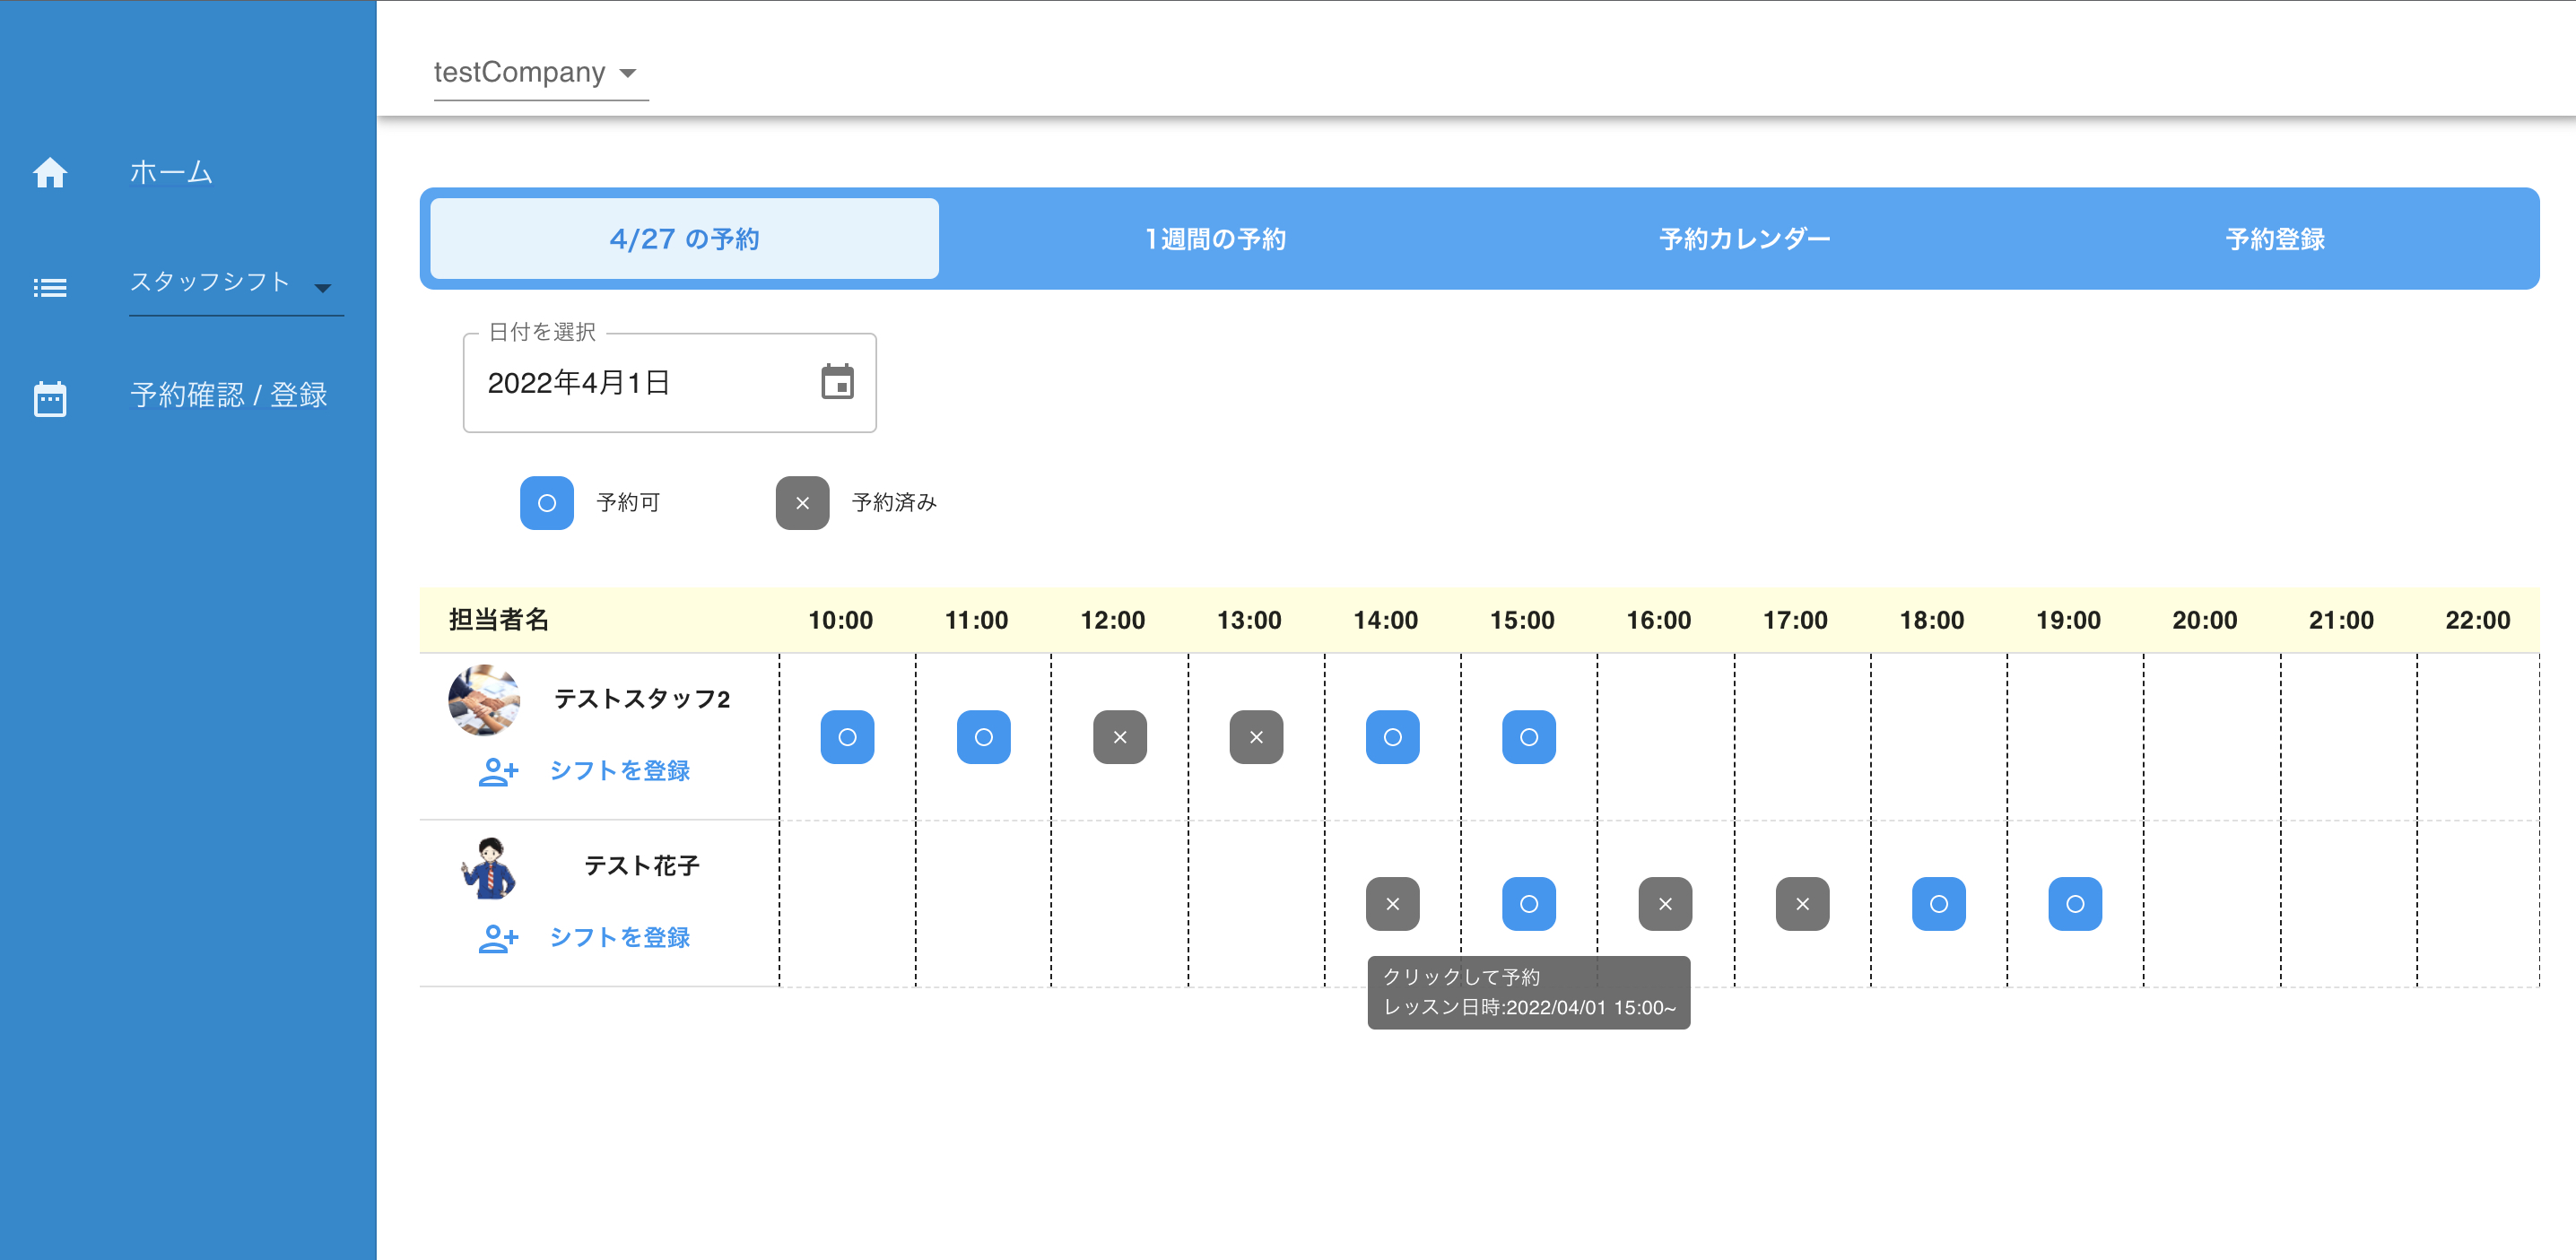 testCompany
ホーム
スタッフシフト
予約確認 / 登録
4/27 の予約
1週間の予約
予約カレンダー
予約登録
日付を選択
2022年4月1日
○ 予約可
× 予約済み
担当者名 10:00 11:00 12:00 13:00 14:00 15:00 16:00 17:00 18:00 19:00 20:00 21:00 22:00
テストスタッフ2
○ ○ × × ○ ○
シフトを登録
テスト花子
× ○ × × ○ ○
シフトを登録
クリックして予約
レッスン日時:2022/04/01 15:00~